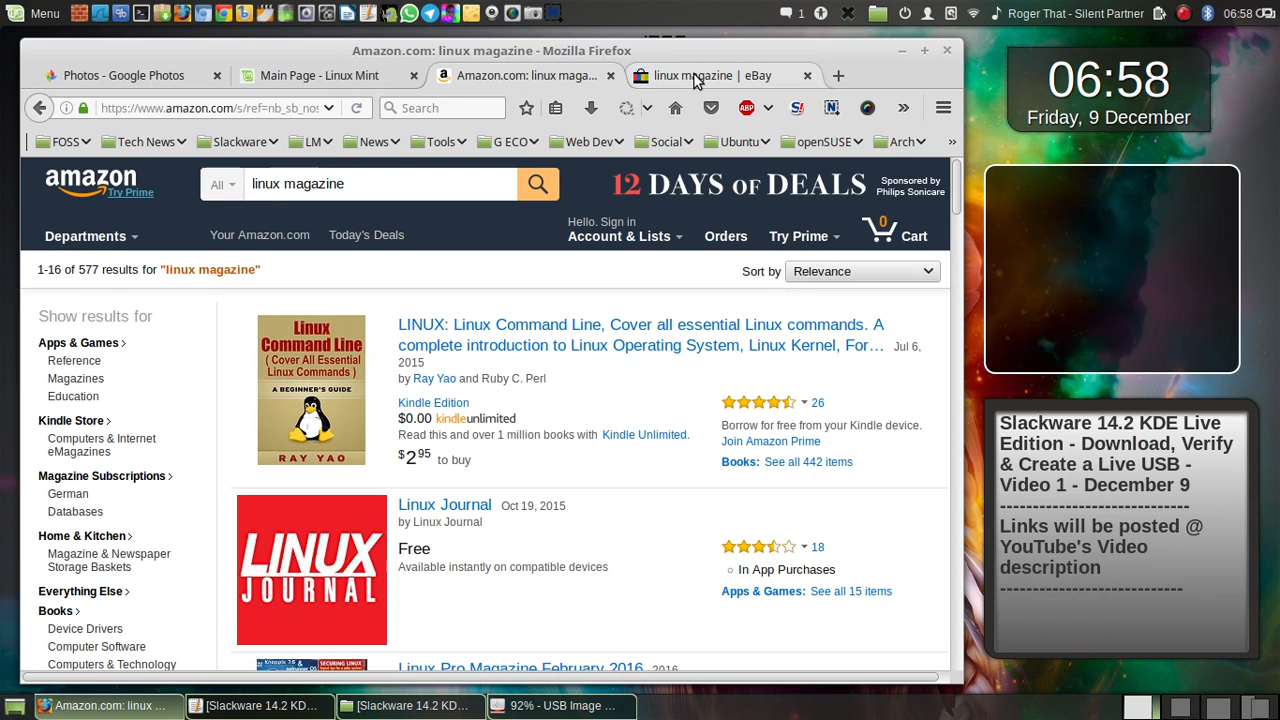 Menu
1
Roger That - Silent Partner
06:58
Amazon.com: linux magazine - Mozilla Firefox
Photos - Google Photos
Main Page - Linux Mint
Amazon.com: linux maga...
linux magazine | eBay
https://www.amazon.com/s/ref=nb_sb_nos
Search
ABP
S!
N
FOSS
Tech News
Slackware
LM
News
Tools
G ECO
Web Dev
Social
Ubuntu
openSUSE
Arch
amazon
Try Prime
All
linux magazine
12 DAYS OF DEALS
Sponsored by
Philips Sonicare
Departments
Your Amazon.com
Today's Deals
Hello. Sign in
Account & Lists
Orders
Try Prime
0
Cart
1-16 of 577 results for "linux magazine"
Sort by
Relevance
Show results for
Apps & Games
Reference
Magazines
Education
Kindle Store
Computers & Internet
eMagazines
Magazine Subscriptions
German
Databases
Home & Kitchen
Magazine & Newspaper
Storage Baskets
Everything Else
Books
Device Drivers
Computer Software
Computers & Technology
Linux
Command Line
( Cover All Essential
Linux Commands )
A BEGINNER'S GUIDE
RAY YAO
LINUX: Linux Command Line, Cover all essential Linux commands. A
complete introduction to Linux Operating System, Linux Kernel, For… Jul 6,
2015
by Ray Yao and Ruby C. Perl
Kindle Edition
$0.00 kindleunlimited
Read this and over 1 million books with Kindle Unlimited.
$2 95 to buy
26
Borrow for free from your Kindle device.
Join Amazon Prime
Books: See all 442 items
LINUX
JOURNAL
Linux Journal Oct 19, 2015
by Linux Journal
Free
Available instantly on compatible devices
18
In App Purchases
Apps & Games: See all 15 items
Linux Pro Magazine February 2016 2016
06:58
Friday, 9 December
Slackware 14.2 KDE Live
Edition - Download, Verify
& Create a Live USB -
Video 1 - December 9
----------------------------
Links will be posted @
YouTube's Video
description
---------------------------
Amazon.com: linux ...
[Slackware 14.2 KD...
[Slackware 14.2 KD...
92% - USB Image ...